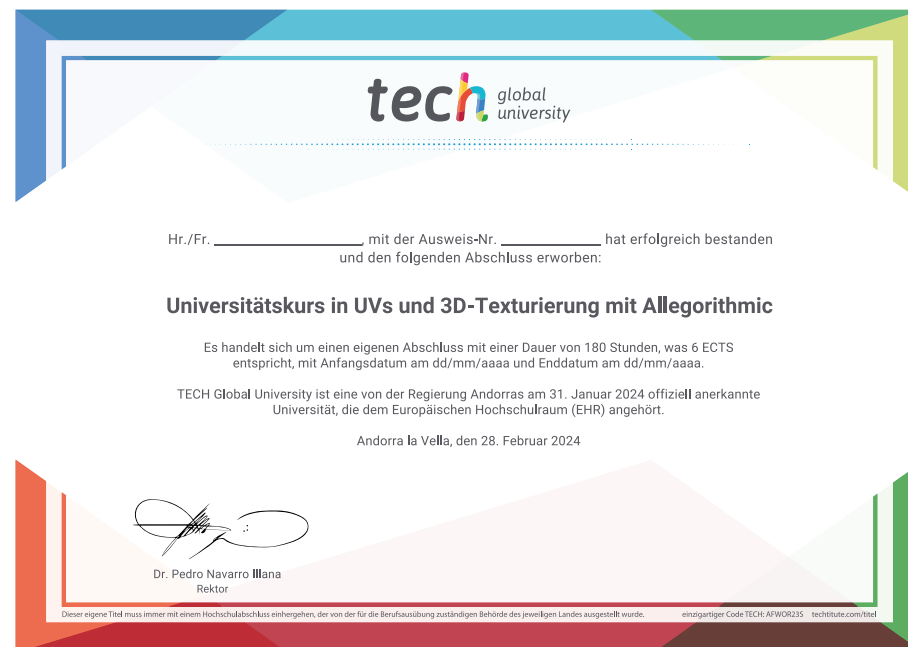 tech global university
Hr./Fr. ____________________, mit der Ausweis-Nr. ______________ hat erfolgreich bestanden
und den folgenden Abschluss erworben:
Universitätskurs in UVs und 3D-Texturierung mit Allegorithmic
Es handelt sich um einen eigenen Abschluss mit einer Dauer von 180 Stunden, was 6 ECTS
entspricht, mit Anfangsdatum am dd/mm/aaaa und Enddatum am dd/mm/aaaa.
TECH Global University ist eine von der Regierung Andorras am 31. Januar 2024 offiziell anerkannte
Universität, die dem Europäischen Hochschulraum (EHR) angehört.
Andorra la Vella, den 28. Februar 2024
Dr. Pedro Navarro Illana
Rektor
Dieser eigene Titel muss immer mit einem Hochschulabschluss einhergehen, der von der für die Berufsausübung zuständigen Behörde des jeweiligen Landes ausgestellt wurde. einzigartiger Code TECH: AFWOR23S techtitute.com/titel